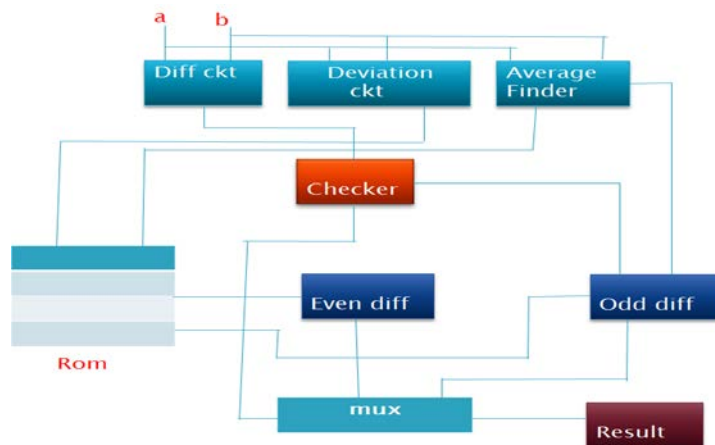 a b
Diff ckt
Deviation
ckt
Average
Finder
Checker
Even diff
Odd diff
Rom
mux
Result